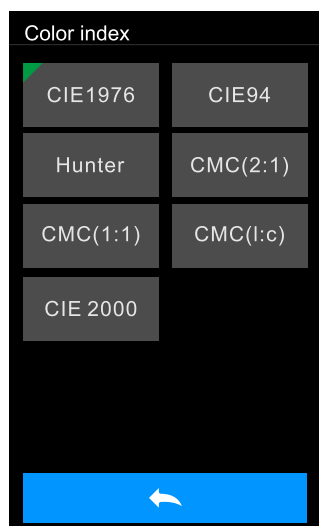 Color index
CIE1976 CIE94
Hunter CMC(2:1)
CMC(1:1) CMC(l:c)
CIE 2000